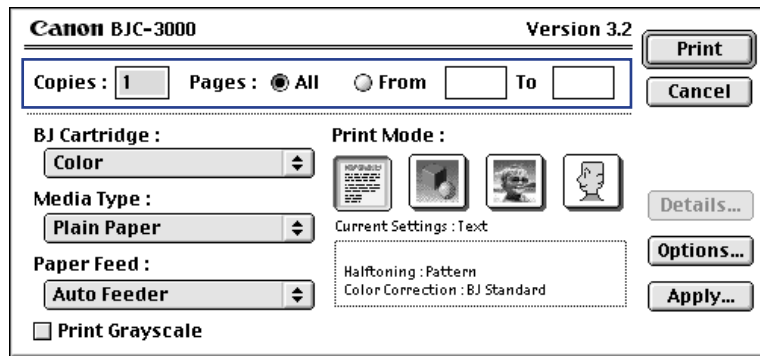 Canon BJC-3000 Version 3.2
Print
Copies : 1 Pages : All From To
Cancel
BJ Cartridge :
Color
Print Mode :
Media Type :
Plain Paper
Current Settings : Text
Details...
Paper Feed :
Auto Feeder
Halftoning : Pattern
Color Correction : BJ Standard
Options...
Apply...
Print Grayscale